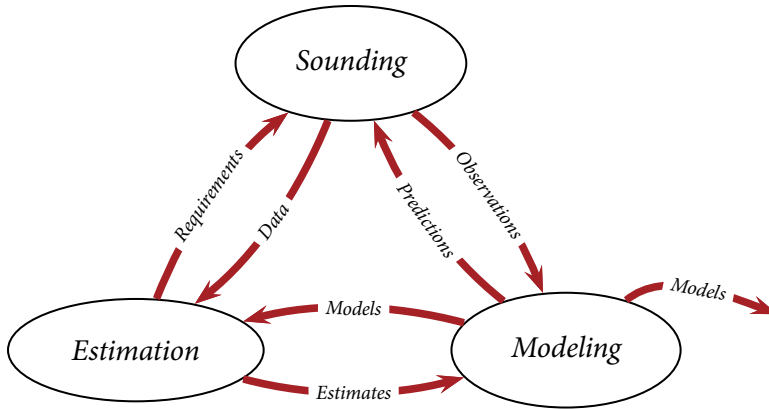 Sounding
Requirements
Data
Predictions
Observations
Models
Models
Estimation
Modeling
Estimates